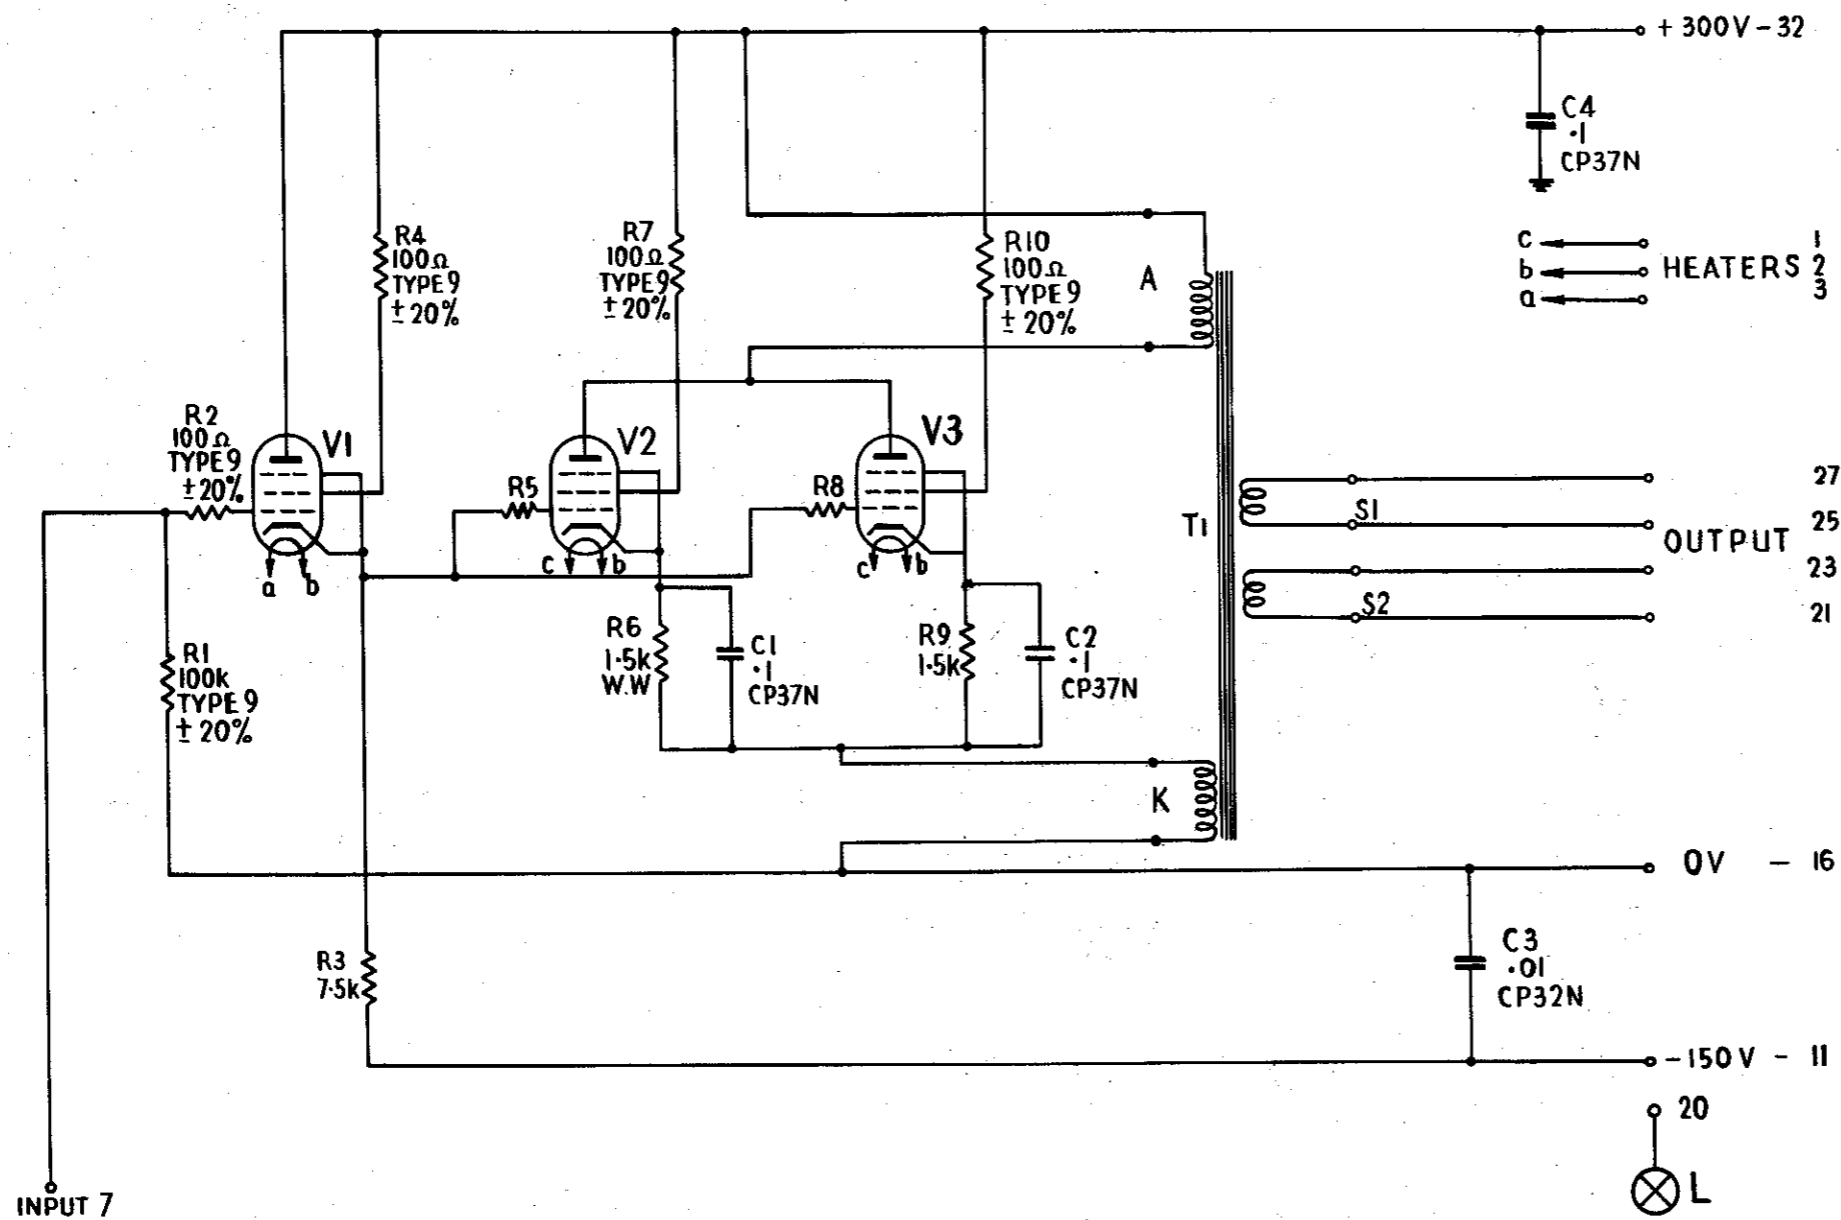 + 300V - 32
C4
·1
CP37N
R4
100Ω
TYPE 9
± 20%
R7
100Ω
TYPE 9
± 20%
R10
100Ω
TYPE 9
± 20%
A
c
b
a
HEATERS
1
2
3
R2
100Ω
TYPE 9
± 20%
V1
V2
V3
R5
R8
a
b
c
b
c
b
T1
S1
S2
27
25
OUTPUT
23
21
R1
100k
TYPE 9
± 20%
R6
1·5k
W.W
C1
·1
CP37N
R9
1·5k
C2
·1
CP37N
K
0V - 16
R3
7·5k
C3
·01
CP32N
-150V - 11
20
L
INPUT 7